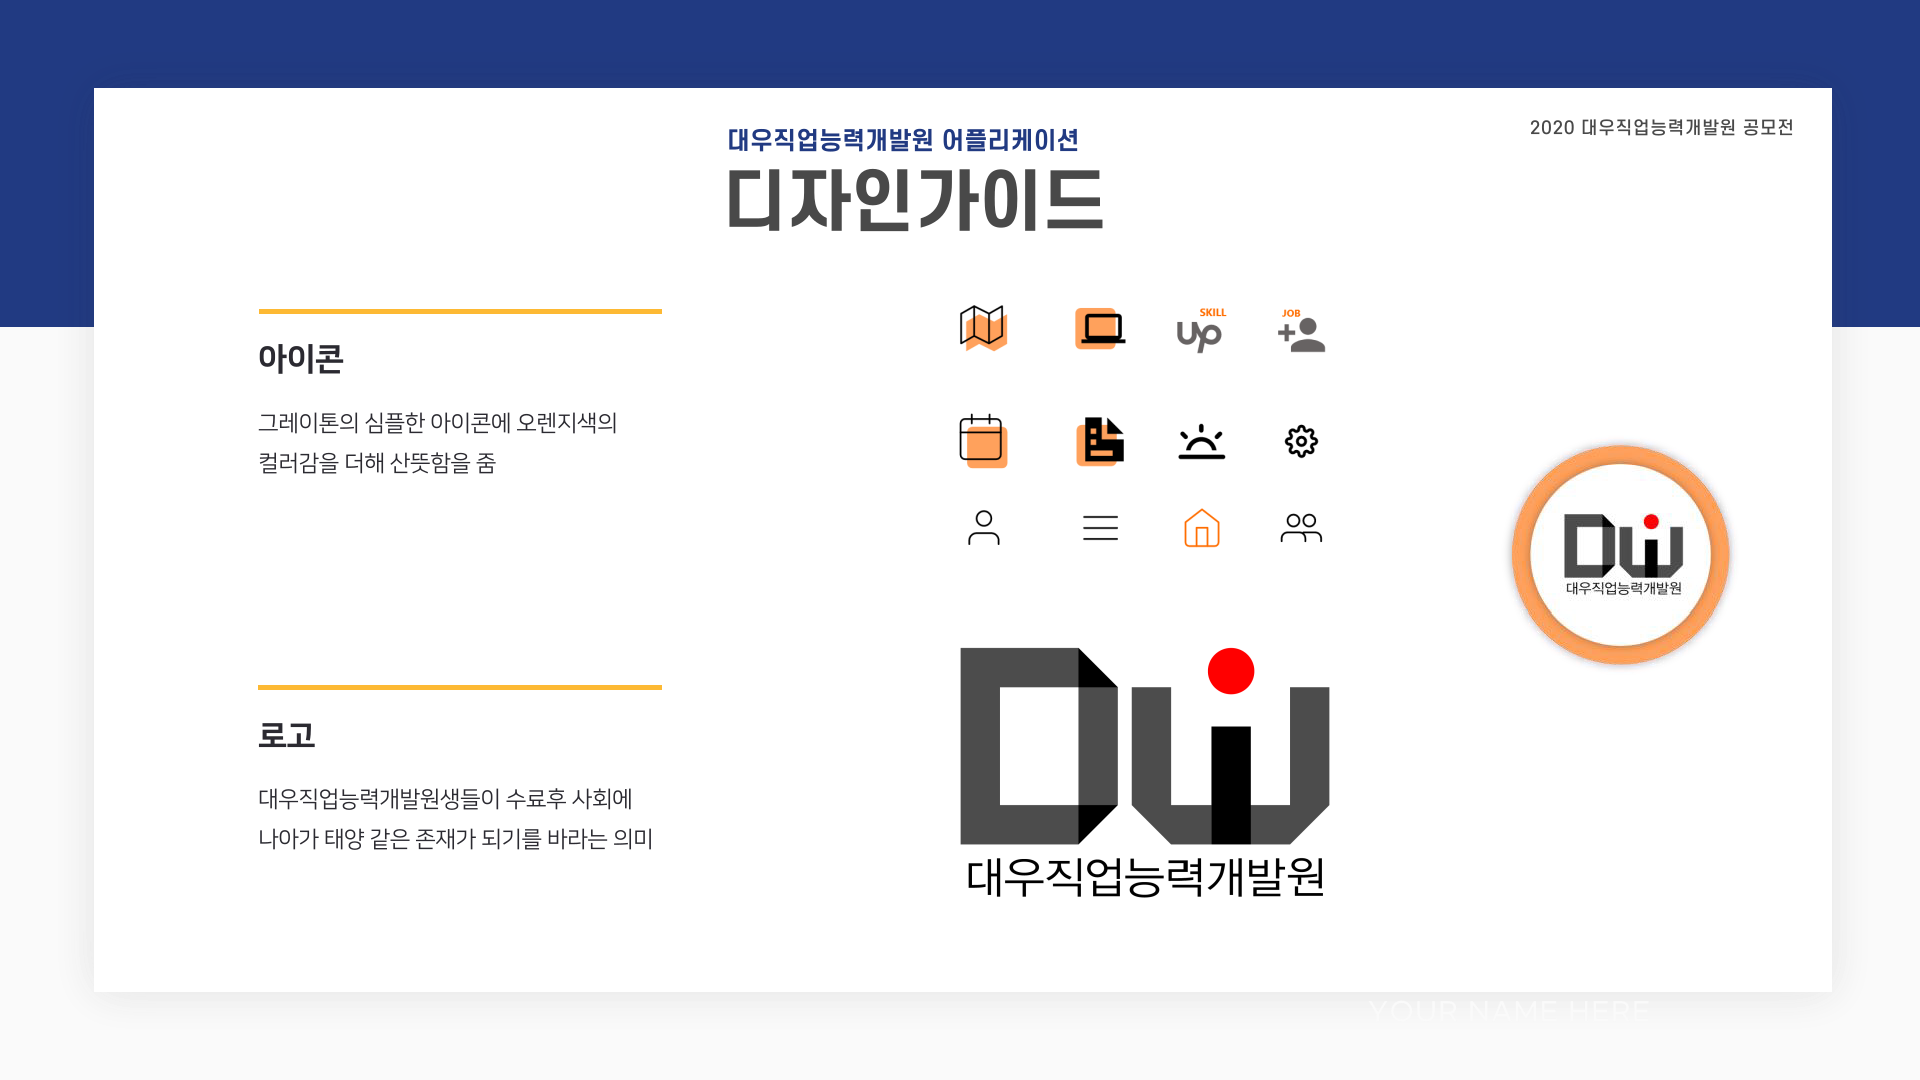 2020 대우직업능력개발원 공모전
대우직업능력개발원 어플리케이션
디자인가이드
아이콘
그레이톤의 심플한 아이콘에 오렌지색의
컬러감을 더해 산뜻함을 줌
SKILL
up
JOB
DW
대우직업능력개발원
로고
대우직업능력개발원생들이 수료후 사회에
나아가 태양 같은 존재가 되기를 바라는 의미
DW
대우직업능력개발원
YOUR NAME HERE